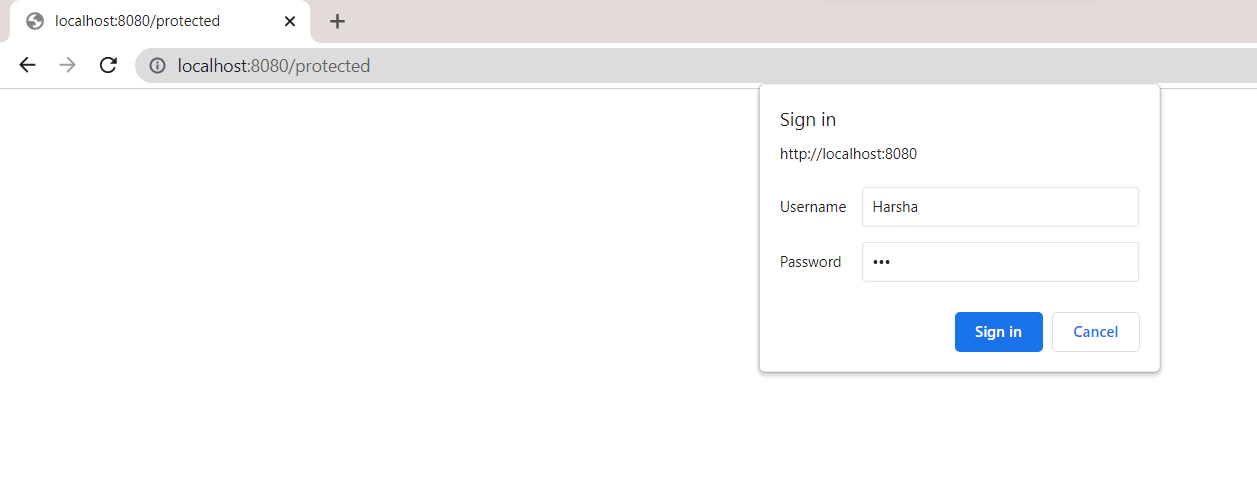 localhost:8080/protected
localhost:8080/protected
Sign in
http://localhost:8080
Username Harsha
Password •••
Sign in Cancel